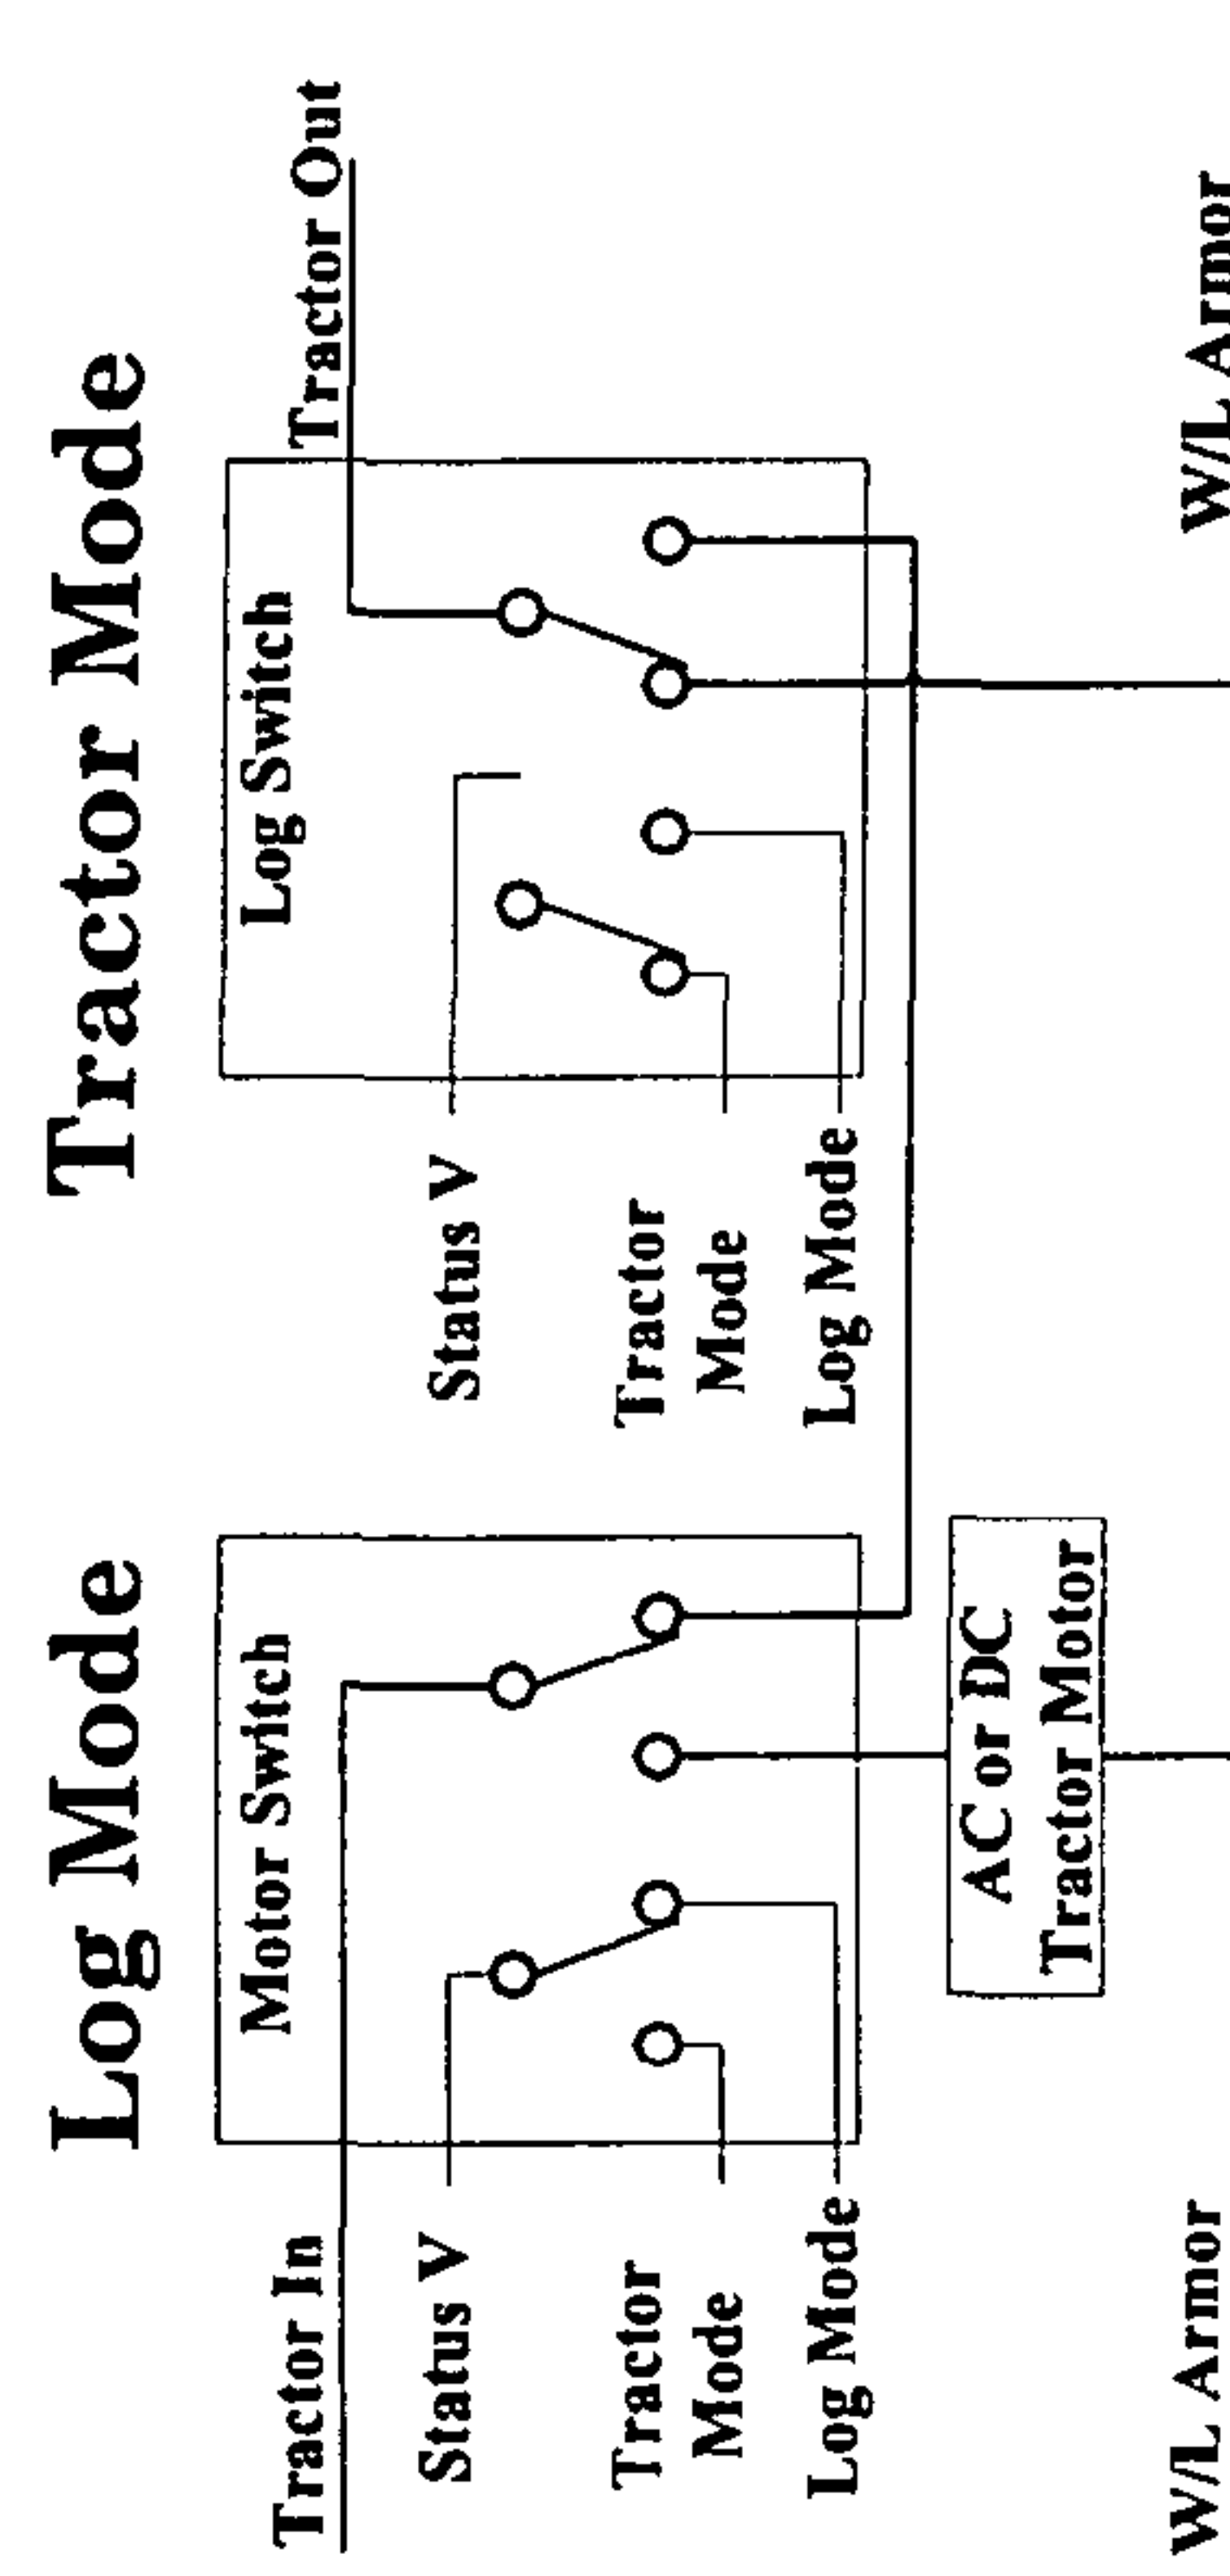 Log Mode
Tractor Mode
Tractor In
Motor Switch
Status V
Tractor
Mode
Log Mode
AC or DC
Tractor Motor
W/L Armor
Log Switch
Tractor Out
Status V
Tractor
Mode
Log Mode
W/L Armor